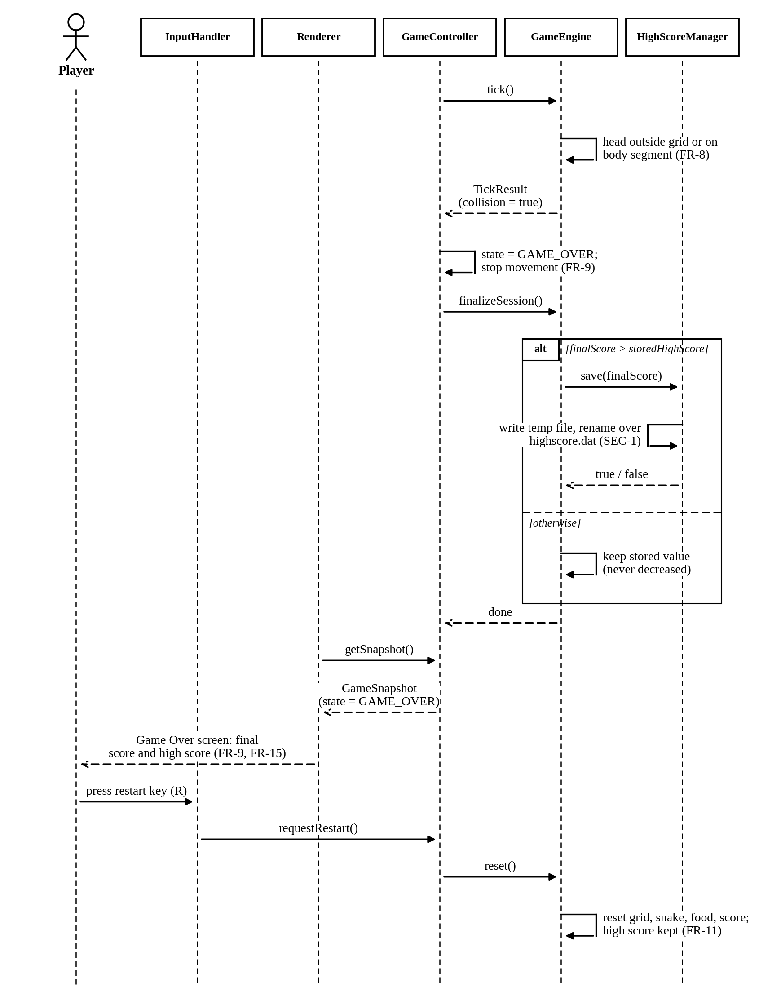 Player
InputHandler
Renderer
GameController
GameEngine
HighScoreManager
tick()
head outside grid or on
body segment (FR-8)
TickResult
(collision = true)
state = GAME_OVER;
stop movement (FR-9)
finalizeSession()
alt
[finalScore > storedHighScore]
save(finalScore)
write temp file, rename over
highscore.dat (SEC-1)
true / false
[otherwise]
keep stored value
(never decreased)
done
getSnapshot()
GameSnapshot
(state = GAME_OVER)
Game Over screen: final
score and high score (FR-9, FR-15)
press restart key (R)
requestRestart()
reset()
reset grid, snake, food, score;
high score kept (FR-11)